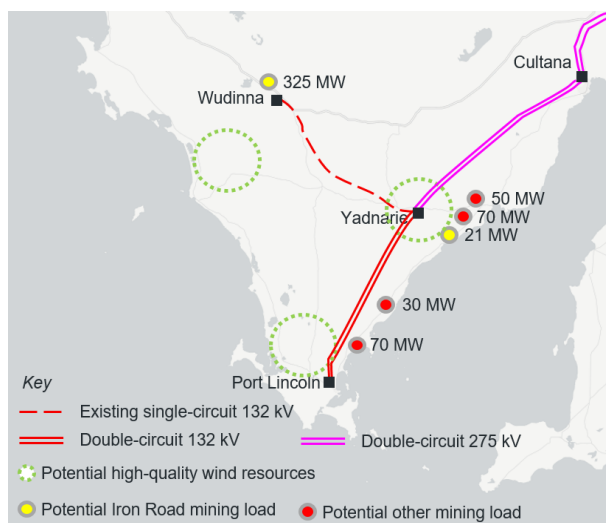 Cultana
325 MW
Wudinna
50 MW
Yadnarie
70 MW
21 MW
30 MW
70 MW
Port Lincoln
Key
Existing single-circuit 132 kV
Double-circuit 132 kV
Double-circuit 275 kV
Potential high-quality wind resources
Potential Iron Road mining load
Potential other mining load